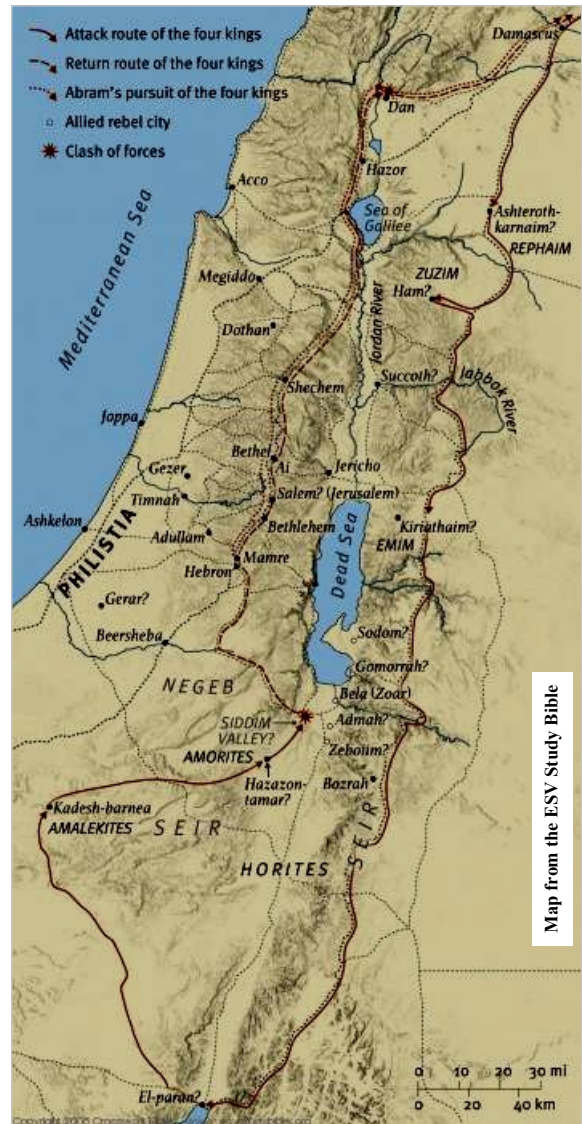 Attack route of the four kings
Return route of the four kings
Abram's pursuit of the four kings
Allied rebel city
Clash of forces
Damascus
Dan
Hazor
Acco
Sea of
Galilee
Ashteroth-
karnaim?
REPHAIM
Mediterranean Sea
ZUZIM
Ham?
Megiddo
Jordan River
Dothan
Shechem
Succoth?
Jabbok
River
Joppa
Bethel
Ai
Jericho
Gezer
Timnah
Salem? (Jerusalem)
Ashkelon
Bethlehem
Kiriathaim?
EMIM
Adullam
PHILISTIA
Mamre
Hebron
Dead Sea
Gerar?
Beersheba
Sodom?
Gomorrah?
NEGEB
Bela (Zoar)
SIDDIM
VALLEY?
Admah?
AMORITES
Zeboiim?
Hazazon-
tamar?
Bozrah
Kadesh-barnea
AMALEKITES
SEIR
SEIR
HORITES
Map from the ESV Study Bible
El-paran?
0 10 20 30 mi
0 20 40 km